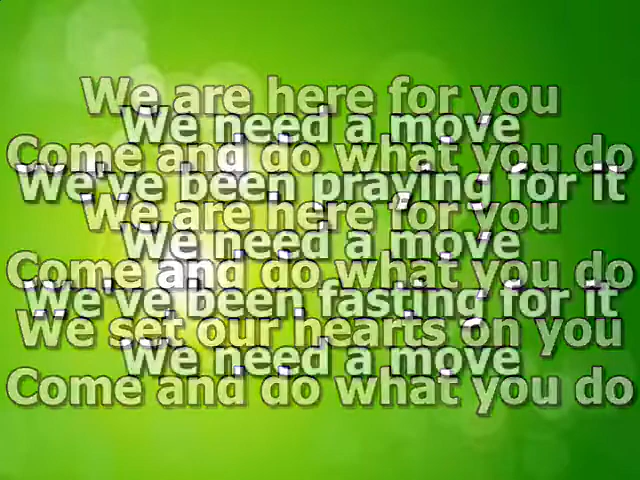 We are here for you
We need a move
Come and do what you do
We've been praying for it
We are here for you
We need a move
Come and do what you do
We've been fasting for it
We set our hearts on you
We need a move
Come and do what you do